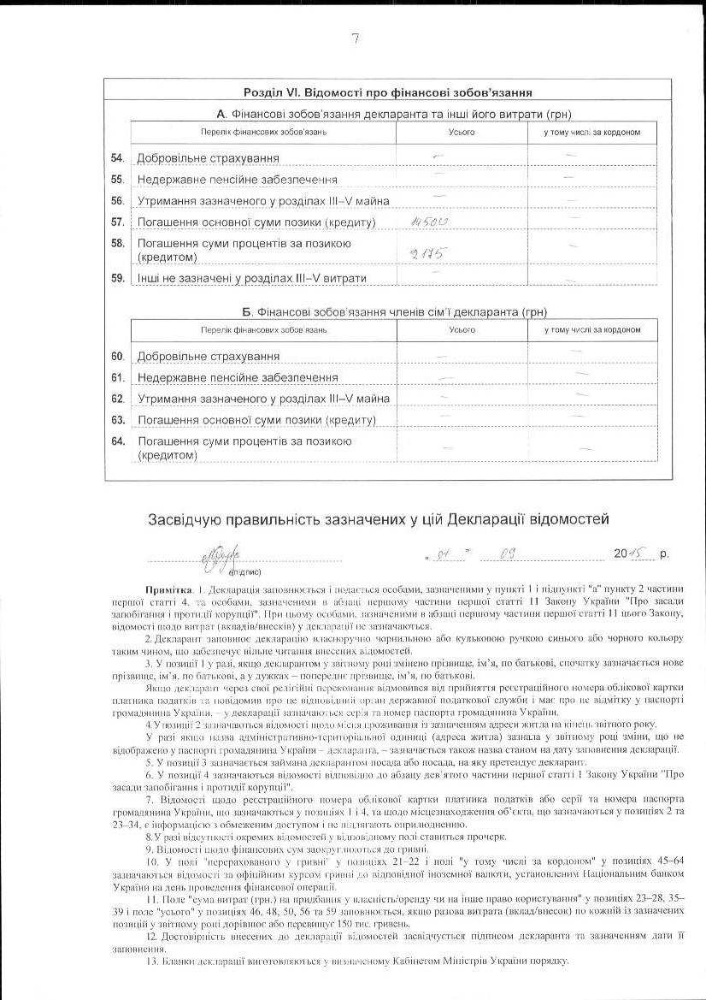 7
Розділ VI. Відомості про фінансові зобов'язання
А. Фінансові зобов'язання декларанта та інші його витрати (грн)
Перелік фінансових зобов'язань Усього у тому числі за кордоном
54. Добровільне страхування – –
55. Недержавне пенсійне забезпечення – –
56. Утримання зазначеного у розділах III–V майна – –
57. Погашення основної суми позики (кредиту) 14500 –
58. Погашення суми процентів за позикою
(кредитом) 2175 –
59. Інші не зазначені у розділах III–V витрати – –
Б. Фінансові зобов'язання членів сім'ї декларанта (грн)
Перелік фінансових зобов'язань Усього у тому числі за кордоном
60. Добровільне страхування – –
61. Недержавне пенсійне забезпечення – –
62. Утримання зазначеного у розділах III–V майна – –
63. Погашення основної суми позики (кредиту) – –
64. Погашення суми процентів за позикою
(кредитом) – –
Засвідчую правильність зазначених у цій Декларації відомостей
„ 01 " 09 2015 р.
(підпис)
Примітка. 1. Декларація заповнюється і подається особами, зазначеними у пункті 1 і підпункті "а" пункту 2 частини
першої статті 4, та особами, зазначеними в абзаці першому частини першої статті 11 Закону України "Про засади
запобігання і протидії корупції". При цьому особами, зазначеними в абзаці першому частини першої статті 11 цього Закону,
відомості щодо витрат (вкладів/внесків) у декларації не зазначаються.
2. Декларант заповнює декларацію власноручно чорнильною або кульковою ручкою синього або чорного кольору
таким чином, що забезпечує вільне читання внесених відомостей.
3. У позиції 1 у разі, якщо декларантом у звітному році змінено прізвище, ім'я, по батькові, спочатку зазначається нове
прізвище, ім'я, по батькові, а у дужках – попереднє прізвище, ім'я, по батькові.
Якщо декларант через свої релігійні переконання відмовився від прийняття реєстраційного номера облікової картки
платника податків та повідомив про це відповідний орган державної податкової служби і має про це відмітку у паспорті
громадянина України, – у декларації зазначаються серія та номер паспорта громадянина України.
4.У позиції 2 зазначаються відомості щодо місця проживання із зазначенням адреси житла на кінець звітного року.
У разі якщо назва адміністративно-територіальної одиниці (адреса житла) зазнала у звітному році зміни, що не
відображено у паспорті громадянина України – декларанта, – зазначається також назва станом на дату заповнення декларації.
5. У позиції 3 зазначається займана декларантом посада або посада, на яку претендує декларант.
6. У позиції 4 зазначаються відомості відповідно до абзацу дев'ятого частини першої статті 1 Закону України "Про
засади запобігання і протидії корупції".
7. Відомості щодо реєстраційного номера облікової картки платника податків або серії та номера паспорта
громадянина України, що зазначаються у позиціях 1 і 4, та щодо місцезнаходження об'єкта, що зазначаються у позиціях 2 та
23–34, є інформацією з обмеженим доступом і не підлягають оприлюдненню.
8.У разі відсутності окремих відомостей у відповідному полі ставиться прочерк.
9. Відомості щодо фінансових сум заокруглюються до гривні.
10. У полі "перерахованого у гривні" у позиціях 21–22 і полі "у тому числі за кордоном" у позиціях 45–64
зазначаються відомості за офіційним курсом гривні до відповідної іноземної валюти, установленим Національним банком
України на день проведення фінансової операції.
11. Поле "сума витрат (грн.) на придбання у власність/оренду чи на інше право користування" у позиціях 23–28, 35–
39 і поле "усього" у позиціях 46, 48, 50, 56 та 59 заповнюється, якщо разова витрата (вклад/внесок) по кожній із зазначених
позицій у звітному році дорівнює або перевищує 150 тис. гривень.
12. Достовірність внесених до декларації відомостей засвідчується підписом декларанта та зазначенням дати її
заповнення.
13. Бланки декларації виготовляються у визначеному Кабінетом Міністрів України порядку.